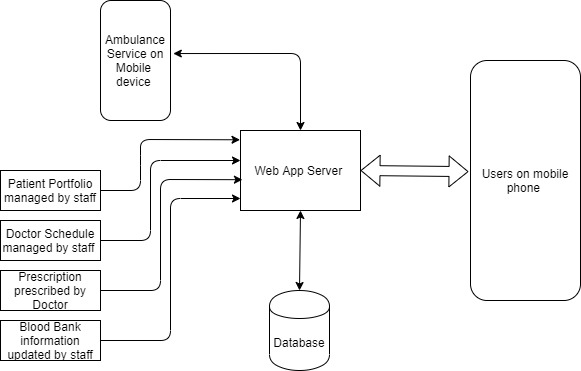 Ambulance
Service on
Mobile
device
Web App Server
Users on mobile
phone
Patient Portfolio
managed by staff
Doctor Schedule
managed by staff
Prescription
prescribed by
Doctor
Blood Bank
information
updated by staff
Database